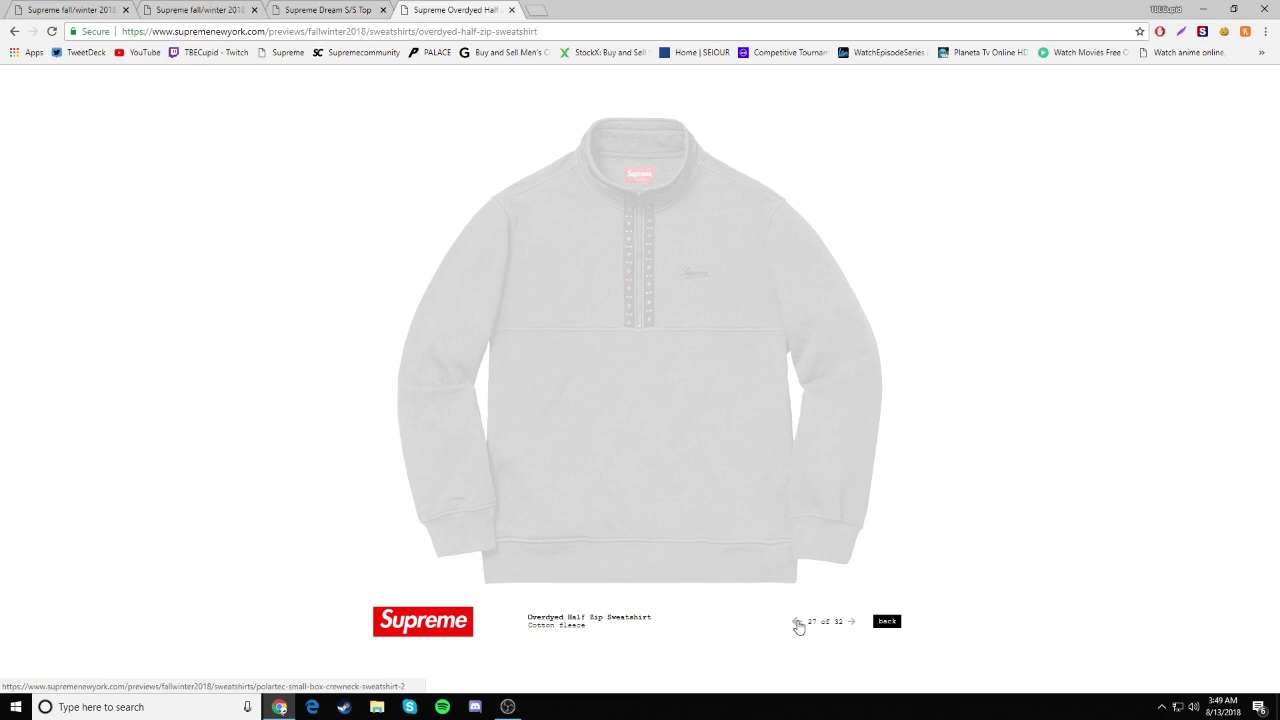 Supreme fall/winter 2018
Supreme fall/winter 2018
Supreme Dream S/S Top
Supreme Overdyed Half
Secure
https://www.supremenewyork.com/previews/fallwinter2018/sweatshirts/overdyed-half-zip-sweatshirt
Apps
TweetDeck
YouTube
TBECupid - Twitch
Supreme
Supremecommunity
PALACE
Buy and Sell Men's C
StockX: Buy and Sell
Home | SEIOUR
Competitive Tournam
WatchEpisodeSeries
Planeta Tv Online HD
Watch Movies Free O
Watch anime online,
Supreme
Supreme
Supreme
Overdyed Half Zip Sweatshirt
Cotton fleece
27 of 32
back
https://www.supremenewyork.com/previews/fallwinter2018/sweatshirts/polartec-small-box-crewneck-sweatshirt-2
Type here to search
3:49 AM
8/13/2018